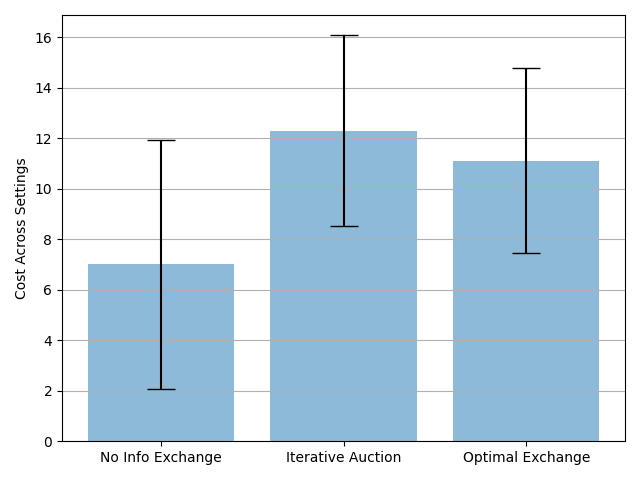 16
14
12
10
8
6
4
2
0
Cost Across Settings
No Info Exchange
Iterative Auction
Optimal Exchange